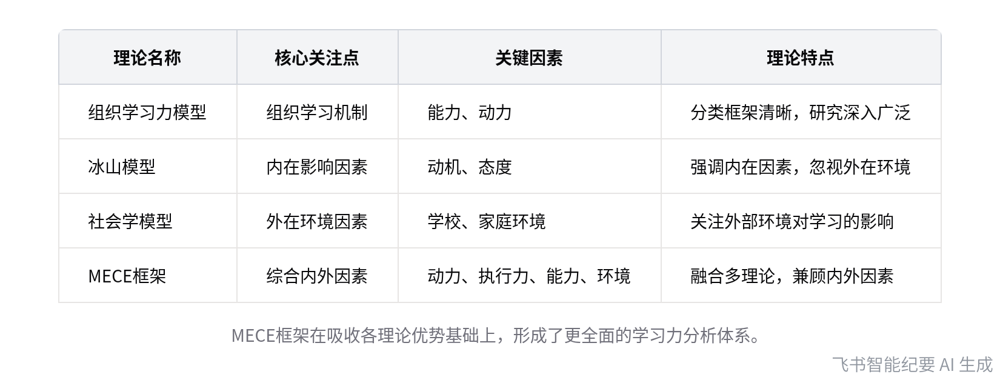 理论名称 核心关注点 关键因素 理论特点
组织学习力模型 组织学习机制 能力、动力 分类框架清晰，研究深入广泛
冰山模型 内在影响因素 动机、态度 强调内在因素，忽视外在环境
社会学模型 外在环境因素 学校、家庭环境 关注外部环境对学习的影响
MECE框架 综合内外因素 动力、执行力、能力、环境 融合多理论，兼顾内外因素
MECE框架在吸收各理论优势基础上，形成了更全面的学习力分析体系。
飞书智能纪要 AI 生成